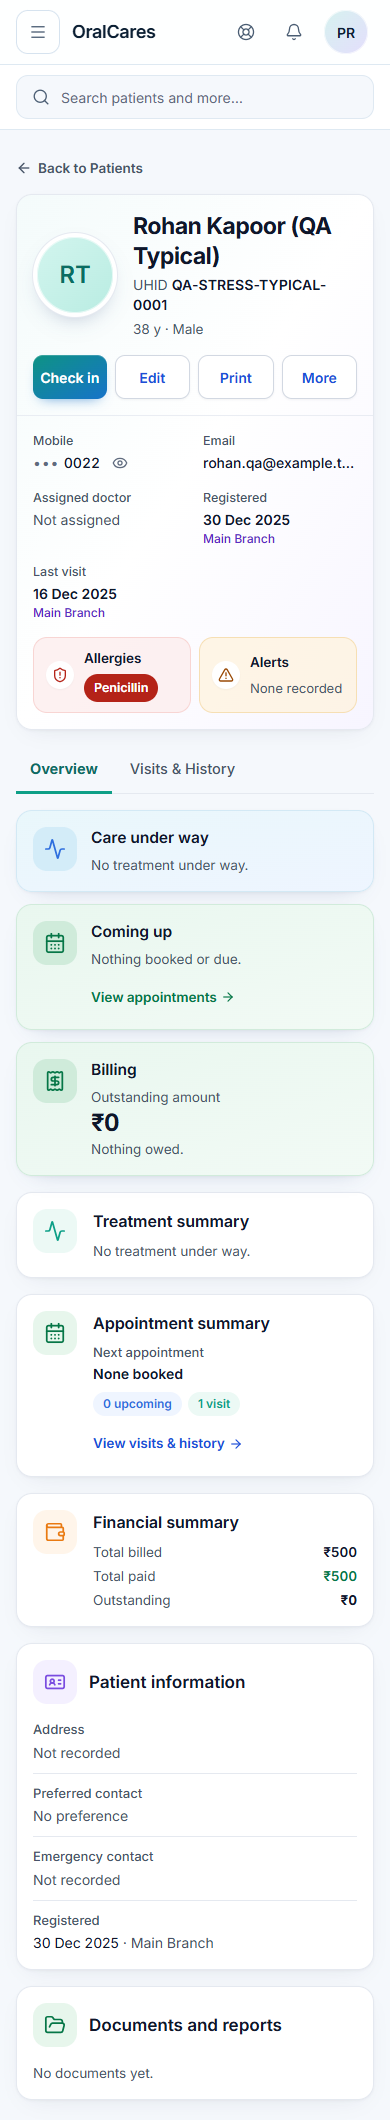 OralCares
PR
Search patients and more...
Back to Patients
RT
Rohan Kapoor (QA
Typical)
UHID QA-STRESS-TYPICAL-
0001
38 y · Male
Check in
Edit
Print
More
Mobile
••• 0022
Email
rohan.qa@example.t...
Assigned doctor
Not assigned
Registered
30 Dec 2025
Main Branch
Last visit
16 Dec 2025
Main Branch
Allergies
Penicillin
Alerts
None recorded
Overview
Visits & History
Care under way
No treatment under way.
Coming up
Nothing booked or due.
View appointments →
Billing
Outstanding amount
₹0
Nothing owed.
Treatment summary
No treatment under way.
Appointment summary
Next appointment
None booked
0 upcoming
1 visit
View visits & history →
Financial summary
Total billed ₹500
Total paid ₹500
Outstanding ₹0
Patient information
Address
Not recorded
Preferred contact
No preference
Emergency contact
Not recorded
Registered
30 Dec 2025 · Main Branch
Documents and reports
No documents yet.